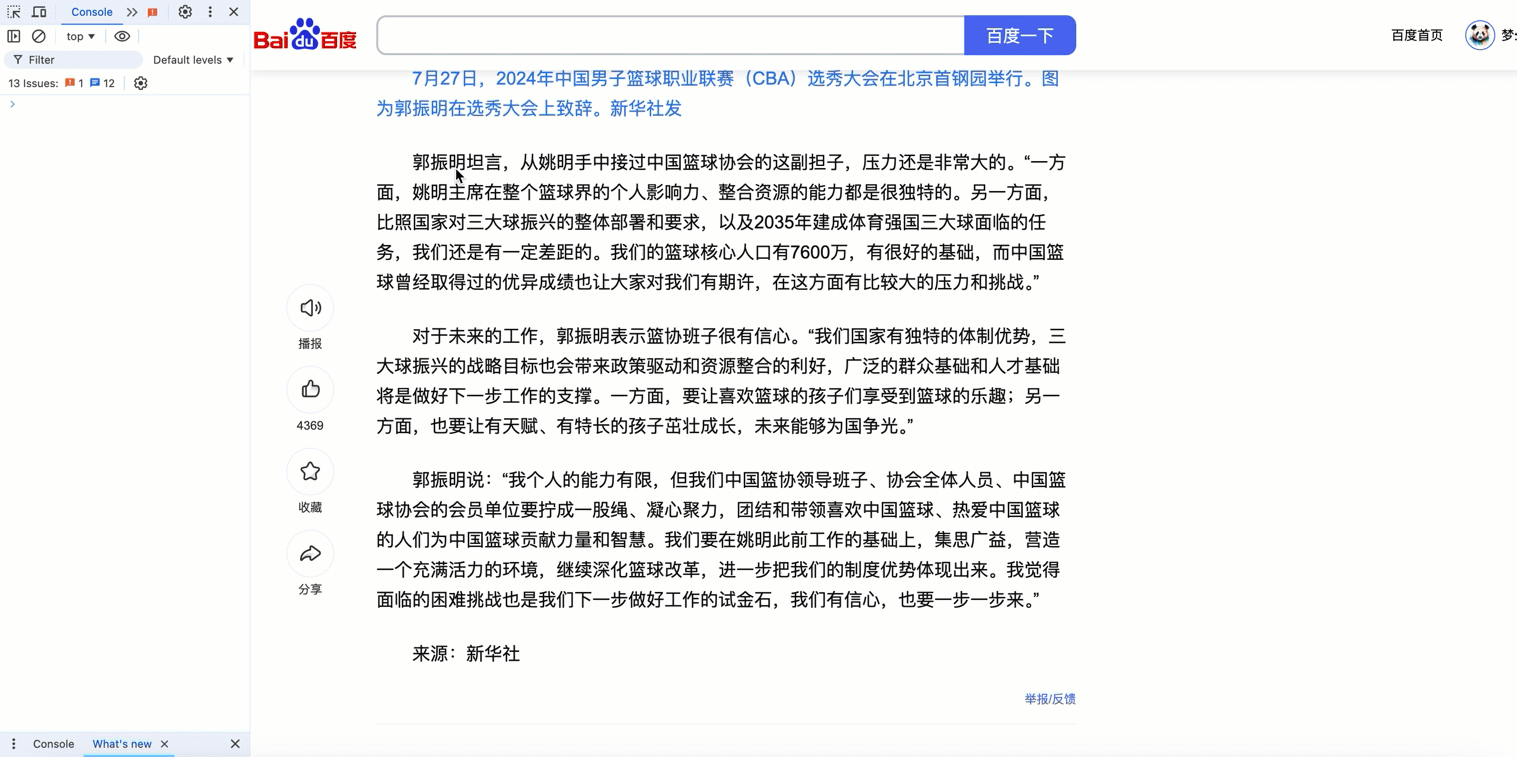 Console
top
Filter
Default levels
13 Issues: 1 12
Console
What's new
Bai du 百度
百度一下
百度首页
7月27日，2024年中国男子篮球职业联赛（CBA）选秀大会在北京首钢园举行。图
为郭振明在选秀大会上致辞。新华社发
郭振明坦言，从姚明手中接过中国篮球协会的这副担子，压力还是非常大的。“一方
面，姚明主席在整个篮球界的个人影响力、整合资源的能力都是很独特的。另一方面，
比照国家对三大球振兴的整体部署和要求，以及2035年建成体育强国三大球面临的任
务，我们还是有一定差距的。我们的篮球核心人口有7600万，有很好的基础，而中国篮
球曾经取得过的优异成绩也让大家对我们有期许，在这方面有比较大的压力和挑战。”
对于未来的工作，郭振明表示篮协班子很有信心。“我们国家有独特的体制优势，三
大球振兴的战略目标也会带来政策驱动和资源整合的利好，广泛的群众基础和人才基础
将是做好下一步工作的支撑。一方面，要让喜欢篮球的孩子们享受到篮球的乐趣；另一
方面，也要让有天赋、有特长的孩子茁壮成长，未来能够为国争光。”
郭振明说：“我个人的能力有限，但我们中国篮协领导班子、协会全体人员、中国篮
球协会的会员单位要拧成一股绳、凝心聚力，团结和带领喜欢中国篮球、热爱中国篮球
的人们为中国篮球贡献力量和智慧。我们要在姚明此前工作的基础上，集思广益，营造
一个充满活力的环境，继续深化篮球改革，进一步把我们的制度优势体现出来。我觉得
面临的困难挑战也是我们下一步做好工作的试金石，我们有信心，也要一步一步来。”
来源：新华社
举报/反馈
播报
4369
收藏
分享